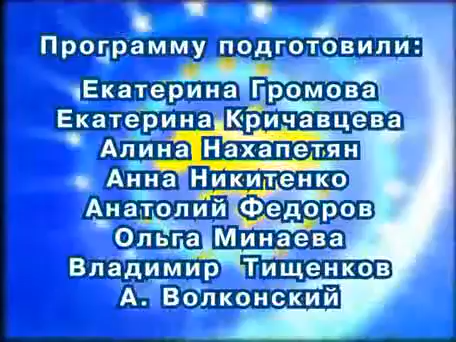 Программу подготовили:
Екатерина Громова
Екатерина Кричавцева
Алина Нахапетян
Анна Никитенко
Анатолий Федоров
Ольга Минаева
Владимир Тищенков
А. Волконский